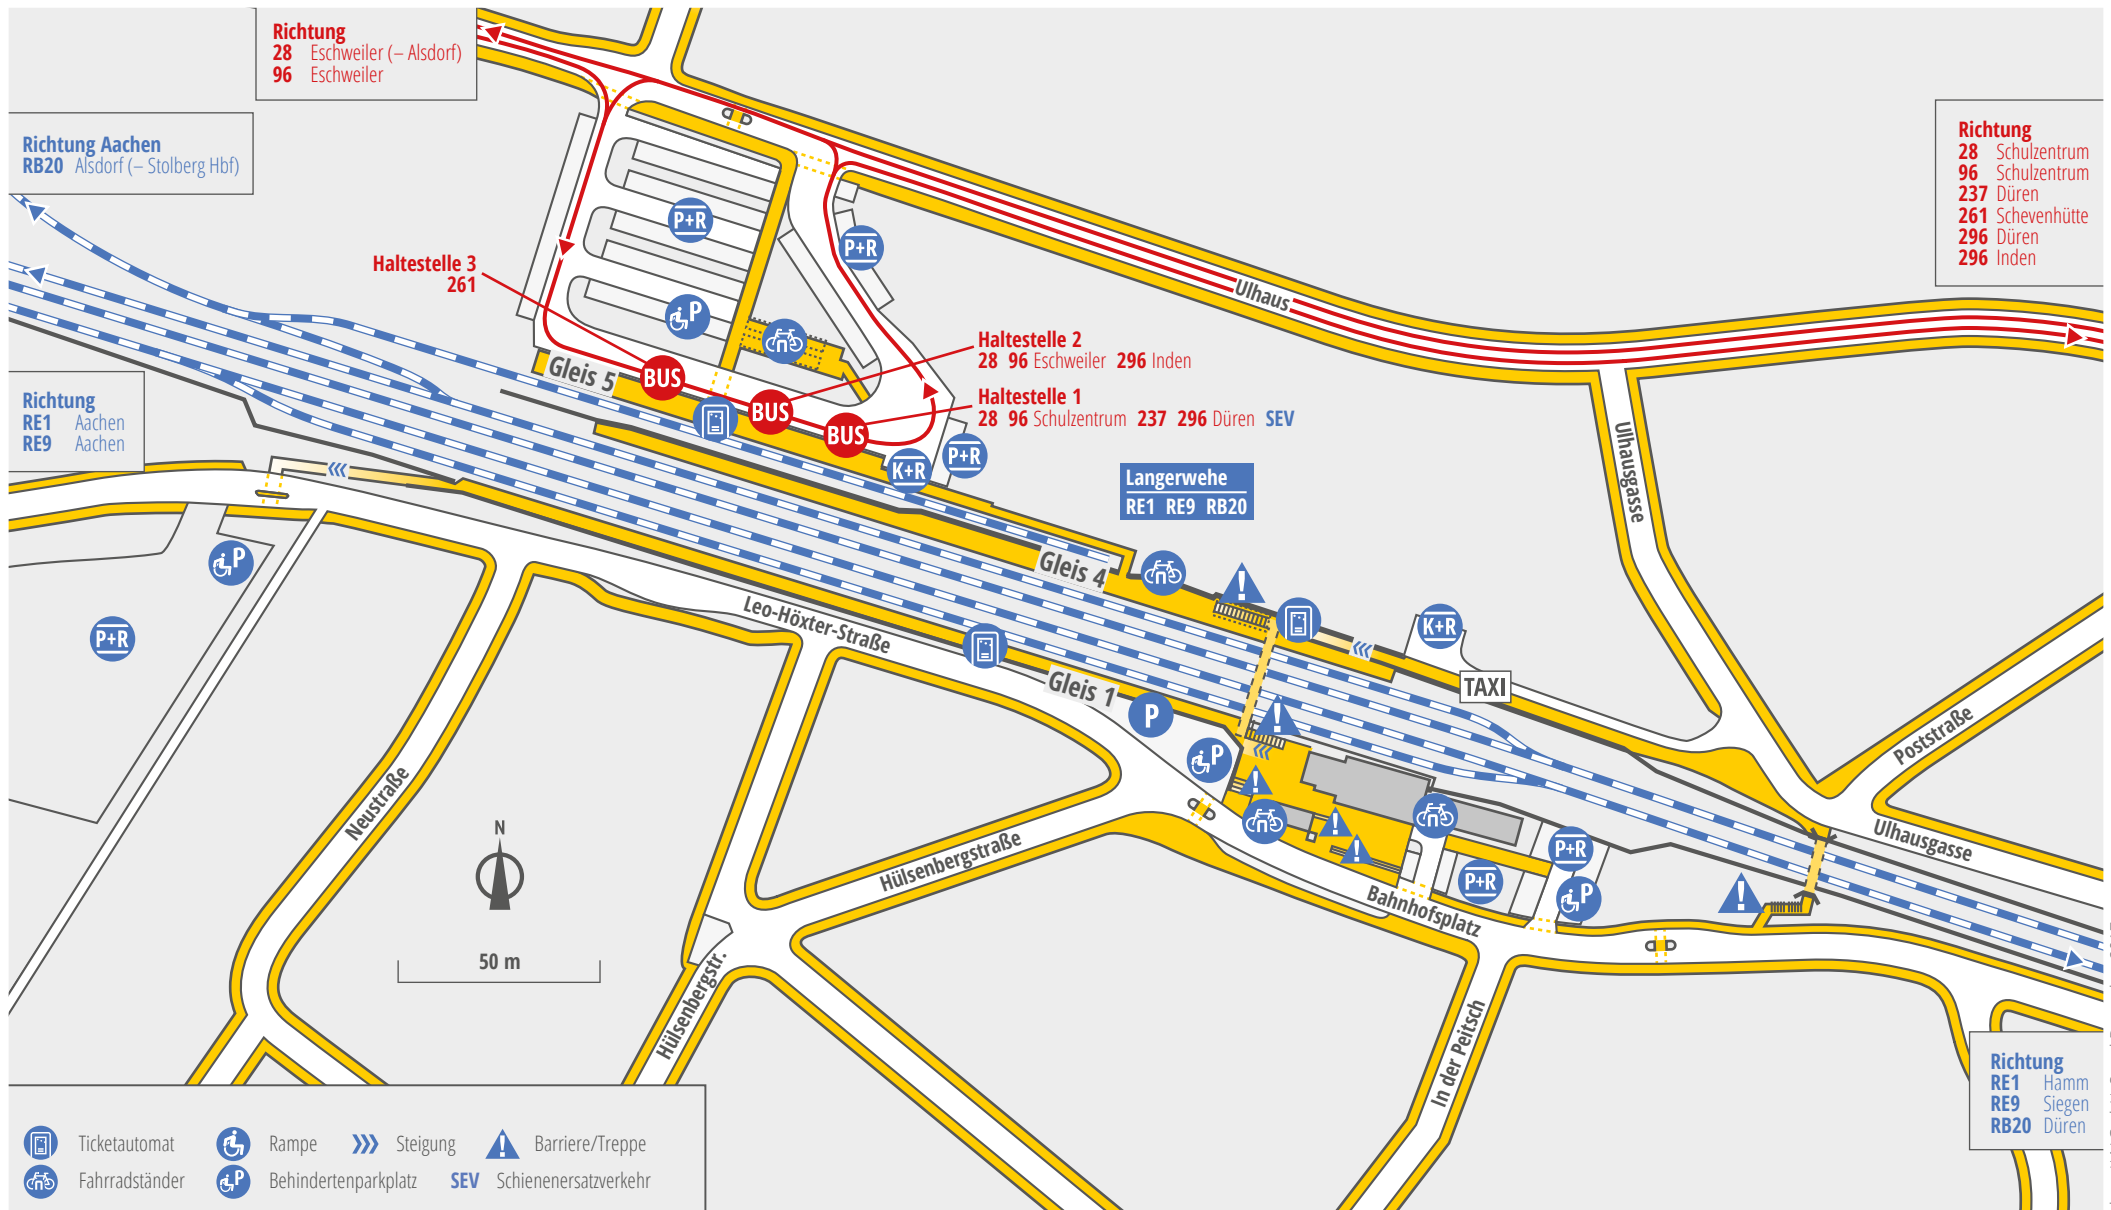 Richtung
28 Eschweiler (– Alsdorf)
96 Eschweiler
Richtung Aachen
RB20 Alsdorf (– Stolberg Hbf)
Richtung
28 Schulzentrum
96 Schulzentrum
237 Düren
261 Schevenhütte
296 Düren
296 Inden
P+R
P+R
Haltestelle 3
261
P
Ulhaus
Haltestelle 2
28 96 Eschweiler 296 Inden
Gleis 5
BUS
BUS
BUS
Haltestelle 1
28 96 Schulzentrum 237 296 Düren SEV
Richtung
RE1 Aachen
RE9 Aachen
K+R
P+R
Langerwehe
RE1 RE9 RB20
Ulhausgasse
P
P+R
Gleis 4
Leo-Höxter-Straße
K+R
TAXI
Gleis 1
P
P
Poststraße
Neustraße
N
50 m
Hülsenbergstraße
Ulhausgasse
P+R
P+R
P
Bahnhofsplatz
Hülsenbergstr.
In der Peitsch
Richtung
RE1 Hamm
RE9 Siegen
RB20 Düren
Ticketautomat
Rampe
Steigung
Barriere/Treppe
Fahrradständer
P Behindertenparkplatz
SEV Schienenersatzverkehr